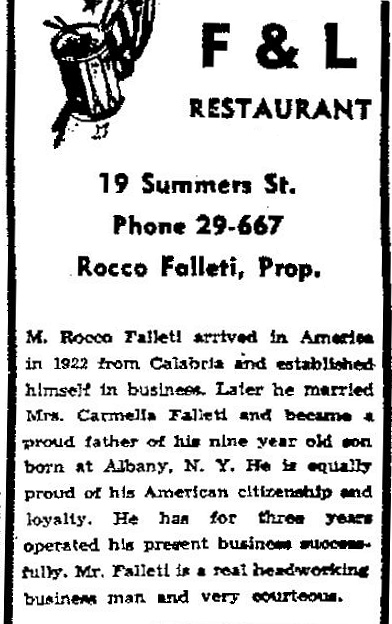 F & L
RESTAURANT
19 Summers St.
Phone 29-667
Rocco Falleti, Prop.
M. Rocco Falleti arrived in America
in 1922 from Calabria and established
himself in business. Later he married
Mrs. Carmella Falleti and became a
proud father of his nine year old son
born at Albany, N. Y. He is equally
proud of his American citizenship and
loyalty. He has for three years
operated his present business success-
fully. Mr. Falleti is a real headworking
business man and very courteous.